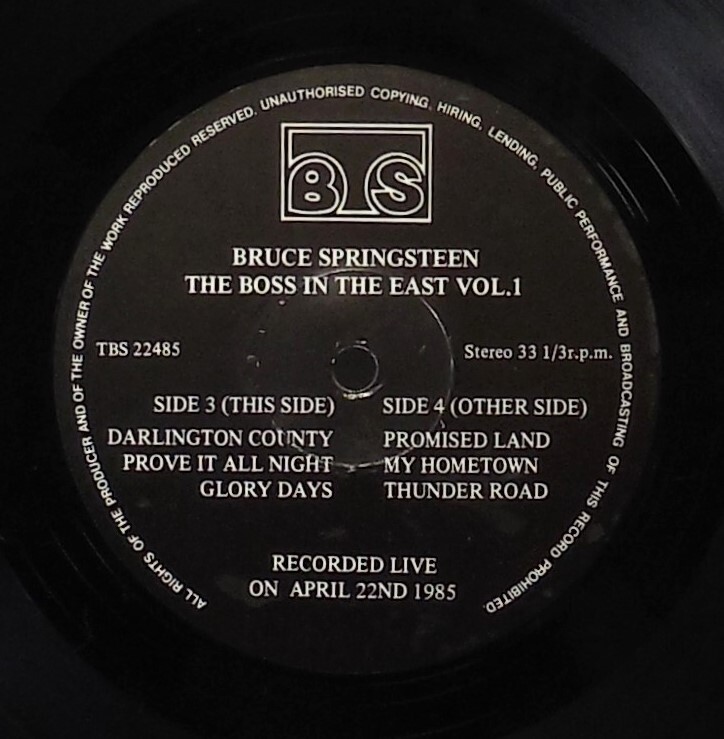 ALL RIGHTS OF THE PRODUCER AND OF THE OWNER OF THE WORK REPRODUCED RESERVED. UNAUTHORISED COPYING, HIRING, LENDING, PUBLIC PERFORMANCE AND BROADCASTING OF THIS RECORD PROHIBITED.
BTS
BRUCE SPRINGSTEEN
THE BOSS IN THE EAST VOL.1
TBS 22485 Stereo 33 1/3r.p.m.
SIDE 3 (THIS SIDE)
DARLINGTON COUNTY
PROVE IT ALL NIGHT
GLORY DAYS
SIDE 4 (OTHER SIDE)
PROMISED LAND
MY HOMETOWN
THUNDER ROAD
RECORDED LIVE
ON APRIL 22ND 1985